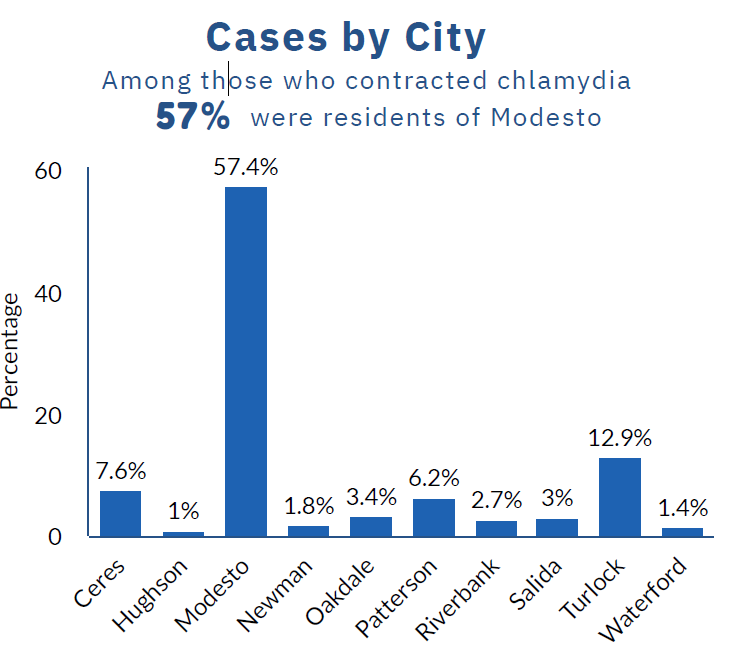 Cases by City
Among those who contracted chlamydia
57% were residents of Modesto
Percentage
60
40
20
0
7.6%
1%
57.4%
1.8%
3.4%
6.2%
2.7%
3%
12.9%
1.4%
Ceres
Hughson
Modesto
Newman
Oakdale
Patterson
Riverbank
Salida
Turlock
Waterford